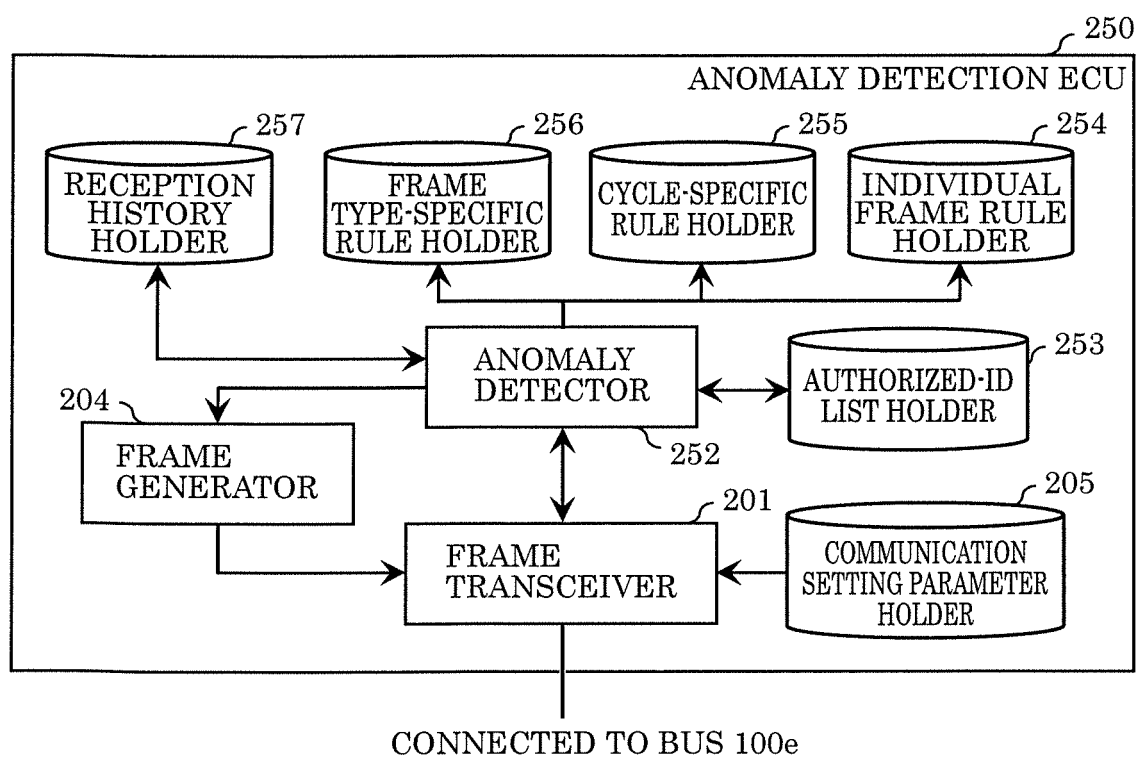 250
ANOMALY DETECTION ECU
257
256
255
254
RECEPTION
HISTORY
HOLDER
FRAME
TYPE-SPECIFIC
RULE HOLDER
CYCLE-SPECIFIC
RULE HOLDER
INDIVIDUAL
FRAME RULE
HOLDER
ANOMALY
DETECTOR
252
253
AUTHORIZED-ID
LIST HOLDER
204
FRAME
GENERATOR
201
FRAME
TRANSCEIVER
205
COMMUNICATION
SETTING PARAMETER
HOLDER
CONNECTED TO BUS 100e